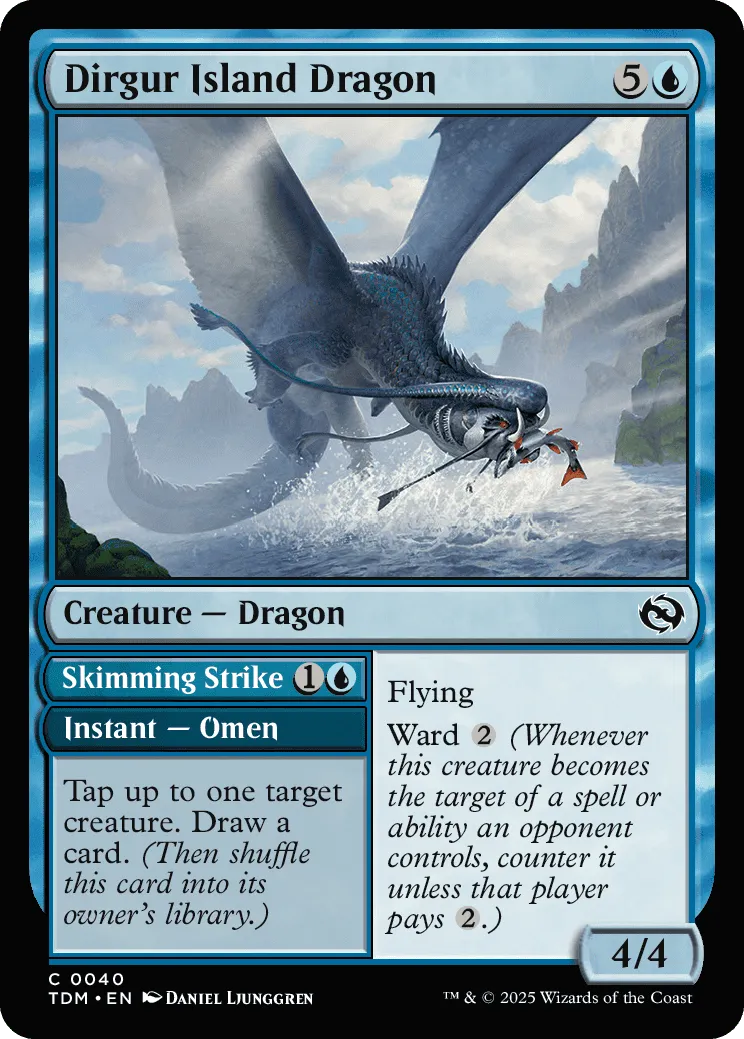 Dirgur Island Dragon 5
Creature — Dragon
Skimming Strike 1
Instant — Omen
Tap up to one target
creature. Draw a
card. (Then shuffle
this card into its
owner's library.)
Flying
Ward 2 (Whenever
this creature becomes
the target of a spell or
ability an opponent
controls, counter it
unless that player
pays 2.)
4/4
C 0040
TDM • EN Daniel Ljunggren
™ & © 2025 Wizards of the Coast